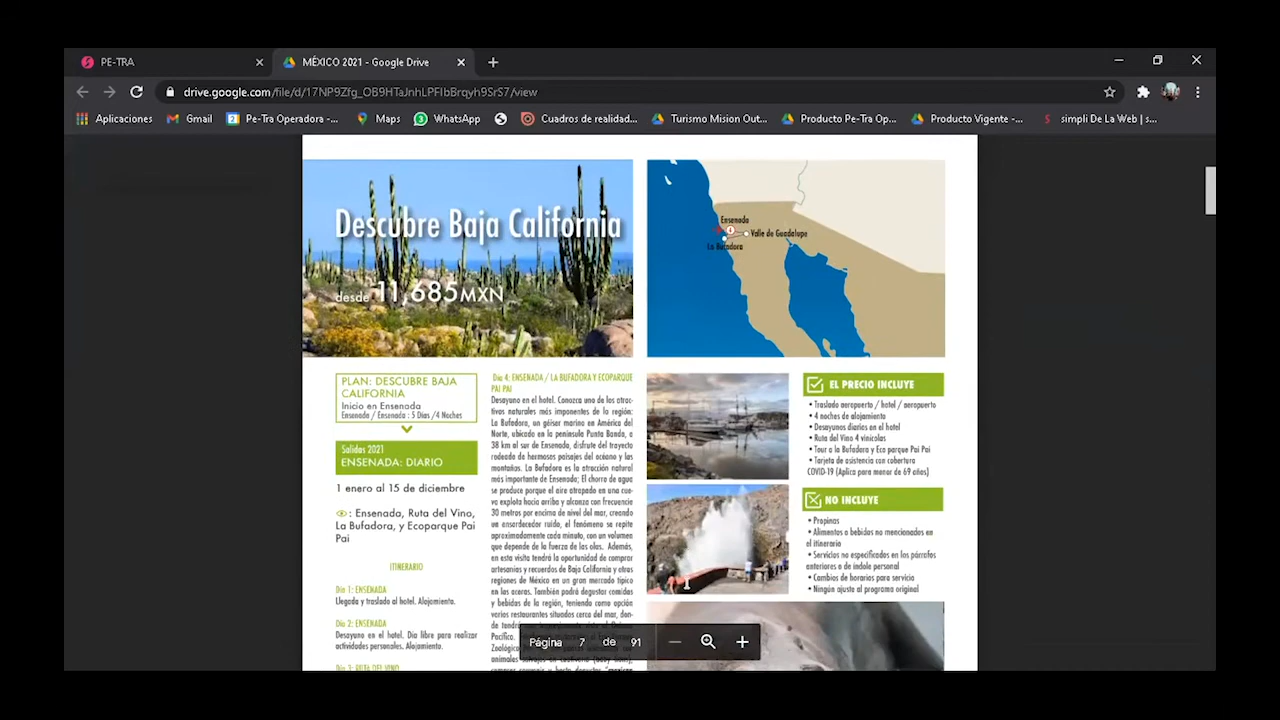 PE-TRA
MÉXICO 2021 - Google Drive
drive.google.com/file/d/17NP9Zfg_OB9HTaJnhLPFIbBrqyh9SrS7/view
Aplicaciones
Gmail
Pe-Tra Operadora -...
Maps
WhatsApp
Cuadros de realidad...
Turismo Mision Out...
Producto Pe-Tra Op...
Producto Vigente -...
simpli De La Web | s...
Descubre Baja California
desde 11,685MXN
Ensenada
Valle de Guadalupe
La Bufadora
PLAN: DESCUBRE BAJA
CALIFORNIA
Inicio en Ensenada
Ensenada / Ensenada : 5 Días /4 Noches
Salidas 2021
ENSENADA: DIARIO
1 enero al 15 de diciembre
: Ensenada, Ruta del Vino,
La Bufadora, y Ecoparque Pai
Pai
ITINERARIO
Día 1: ENSENADA
Llegada y traslado al hotel. Alojamiento.
Día 2: ENSENADA
Desayuno en el hotel. Día libre para realizar
actividades personales. Alojamiento.
Día 3: RUTA DEL VINO
Día 4: ENSENADA / LA BUFADORA Y ECOPARQUE
PAI PAI
Desayuno en el hotel. Conozca uno de los atrac-
tivos naturales más imponentes de la región:
La Bufadora, un géiser marino en América del
Norte, ubicado en la península Punta Banda, a
38 km al sur de Ensenada, disfrute del trayecto
rodeada de hermosos paisajes del océano y las
montañas. La Bufadora es la atracción natural
más importante de Ensenada; El chorro de agua
se produce porque el aire atrapado en una cue-
va explota hacia arriba y alcanza con frecuencia
30 metros por encima de nivel del mar, creando
un ensordecedor ruido, el fenómeno se repite
aproximadamente cada minuto, con un volumen
que depende de la fuerza de las olas. Además,
en esta visita tendrá la oportunidad de comprar
artesanías y recuerdos de Baja California y otras
regiones de México en un gran mercado típico
en las aceras. También podrá degustar comidas
y bebidas de la región, teniendo como opción
varios restaurantes situados cerca del mar, don-
de tendrá
Pacífico.
Zoológico
animales salvajes en cautiverio
EL PRECIO INCLUYE
• Traslado aeropuerto / hotel / aeropuerto
• 4 noches de alojamiento
• Desayunos diarios en el hotel
• Ruta del Vino 4 vinícolas
• Tour a la Bufadora y Eco parque Pai Pai
• Tarjeta de asistencia con cobertura
COVID-19 (Aplica para menor de 69 años)
NO INCLUYE
• Propinas
• Alimentos o bebidas no mencionados en
el itinerario
• Servicios no especificados en los párrafos
anteriores o de índole personal
• Cambios de horarios para servicio
• Ningún ajuste al programa original
Página 7 de 91